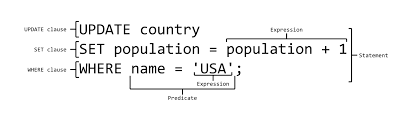 Expression
UPDATE clause UPDATE country
SET clause SET population = population + 1
Statement
WHERE clause WHERE name = 'USA';
Expression
Predicate